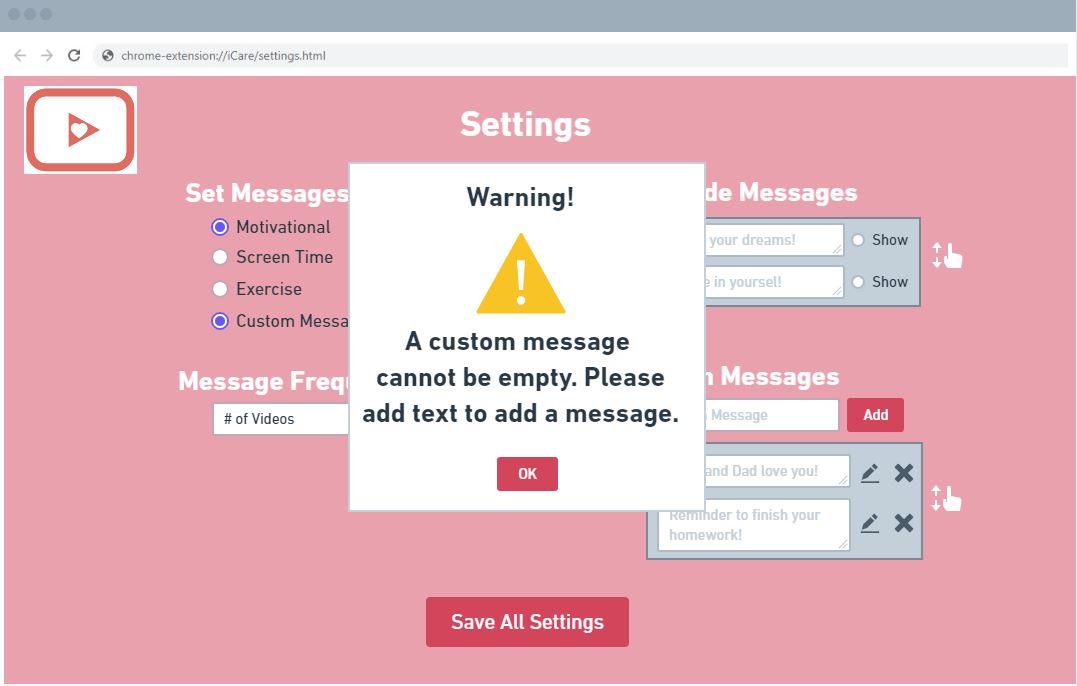 chrome-extension://iCare/settings.html
Settings
Set Messages
Motivational
Screen Time
Exercise
Custom Messa
Message Frequ
# of Videos
Warning!
!
A custom message
cannot be empty. Please
add text to add a message.
OK
de Messages
your dreams!
Show
e in yoursel!
Show
Messages
Message
Add
and Dad love you!
Reminder to finish your
homework!
Save All Settings